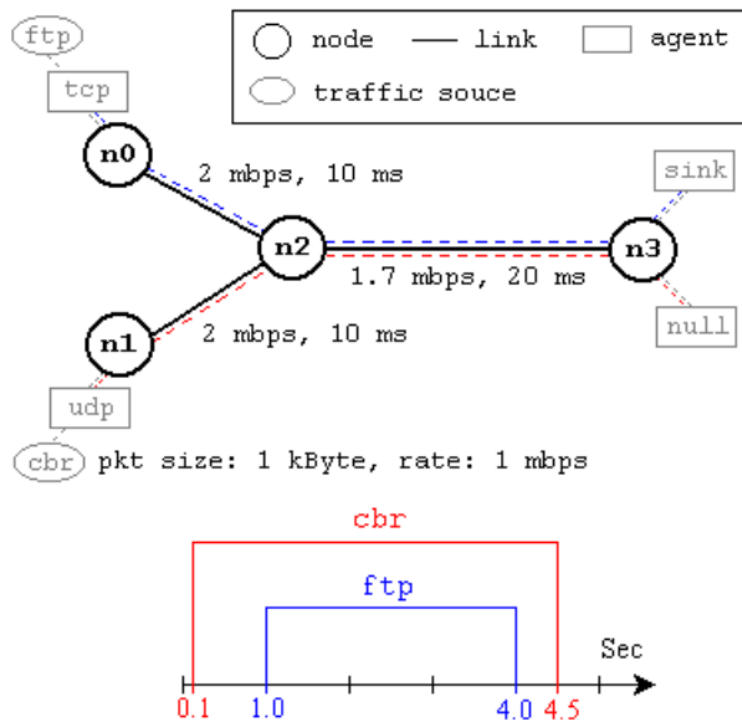 ftp
node
link
agent
traffic souce
tcp
n0
2 mbps, 10 ms
sink
n2
n3
1.7 mbps, 20 ms
n1
2 mbps, 10 ms
null
udp
cbr
pkt size: 1 kByte, rate: 1 mbps
cbr
ftp
Sec
0.1
1.0
4.0
4.5